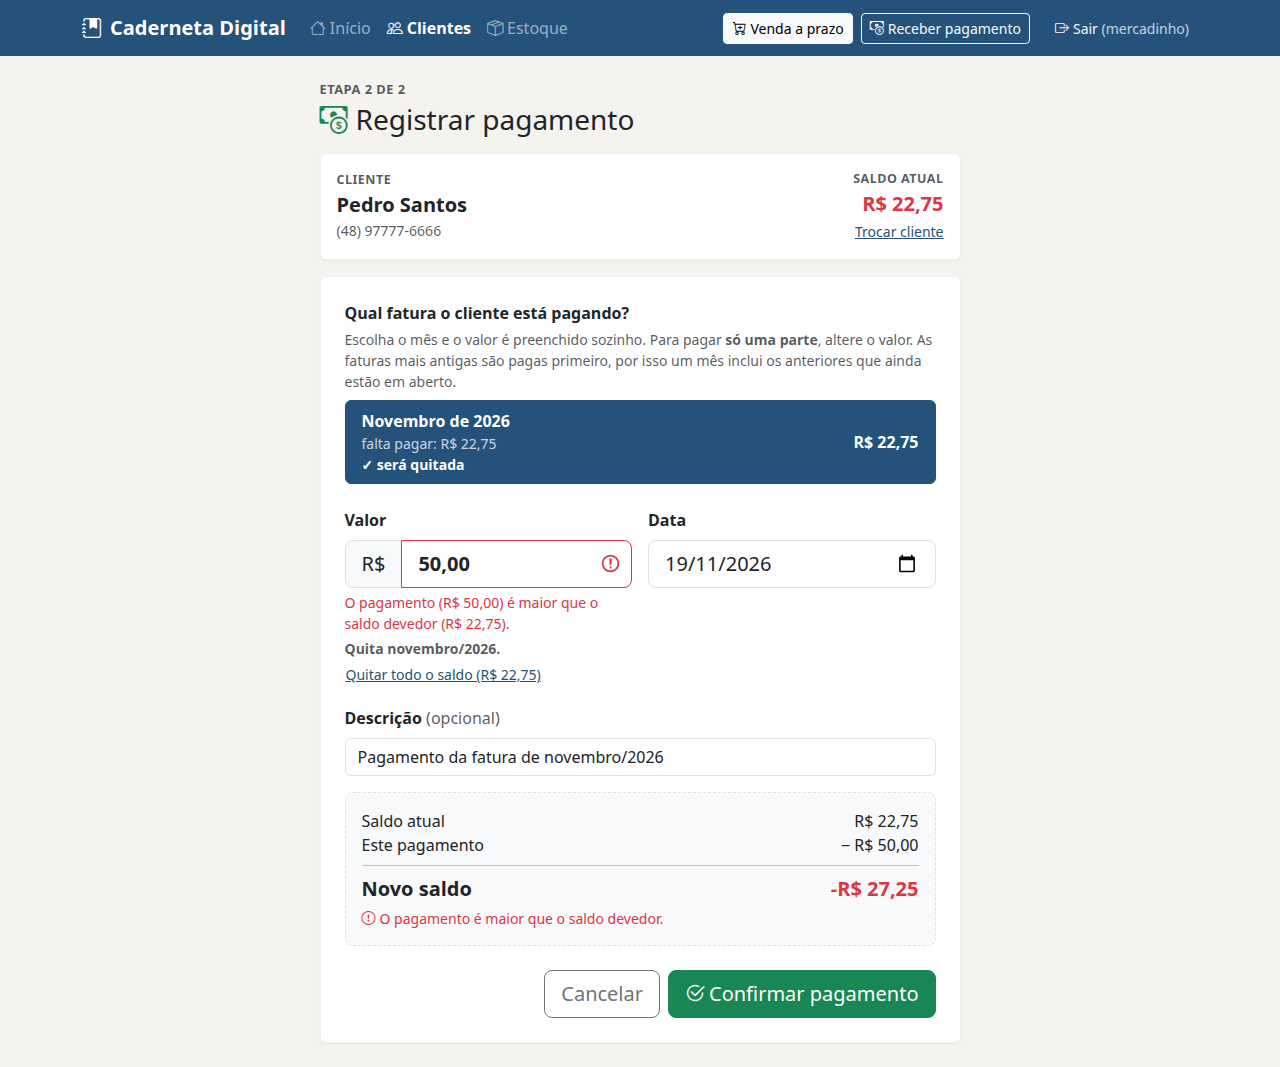 Caderneta Digital
Início
Clientes
Estoque
Venda a prazo
Receber pagamento
Sair (mercadinho)
ETAPA 2 DE 2
Registrar pagamento
CLIENTE
Pedro Santos
(48) 97777-6666
SALDO ATUAL
R$ 22,75
Trocar cliente
Qual fatura o cliente está pagando?
Escolha o mês e o valor é preenchido sozinho. Para pagar só uma parte, altere o valor. As
faturas mais antigas são pagas primeiro, por isso um mês inclui os anteriores que ainda
estão em aberto.
Novembro de 2026
falta pagar: R$ 22,75
✓ será quitada
R$ 22,75
Valor
R$ 50,00
O pagamento (R$ 50,00) é maior que o
saldo devedor (R$ 22,75).
Quita novembro/2026.
Quitar todo o saldo (R$ 22,75)
Data
19/11/2026
Descrição (opcional)
Pagamento da fatura de novembro/2026
Saldo atual R$ 22,75
Este pagamento − R$ 50,00
Novo saldo -R$ 27,25
O pagamento é maior que o saldo devedor.
Cancelar
Confirmar pagamento